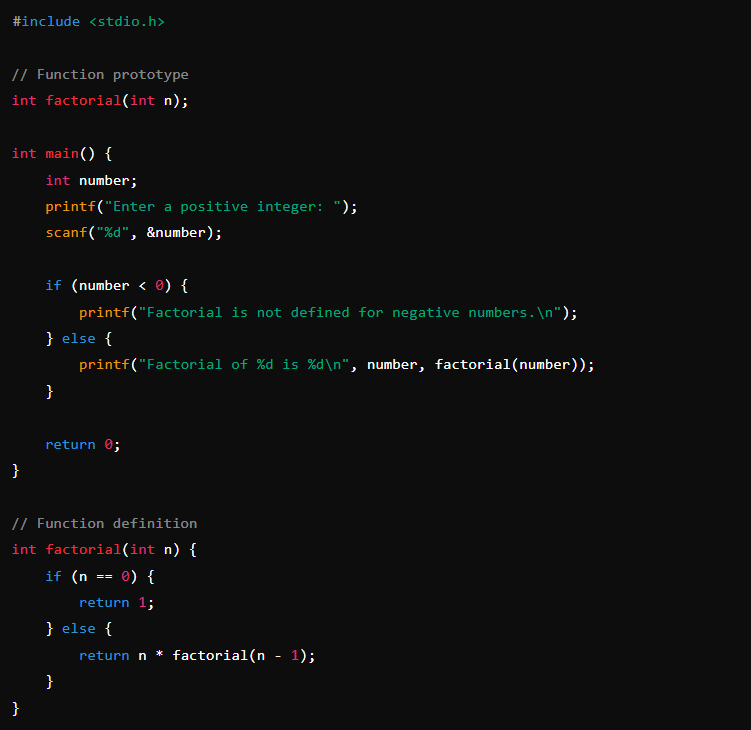 #include <stdio.h>
// Function prototype
int factorial(int n);
int main() {
    int number;
    printf("Enter a positive integer: ");
    scanf("%d", &number);
    if (number < 0) {
        printf("Factorial is not defined for negative numbers.\n");
    } else {
        printf("Factorial of %d is %d\n", number, factorial(number));
    }
    return 0;
}
// Function definition
int factorial(int n) {
    if (n == 0) {
        return 1;
    } else {
        return n * factorial(n - 1);
    }
}